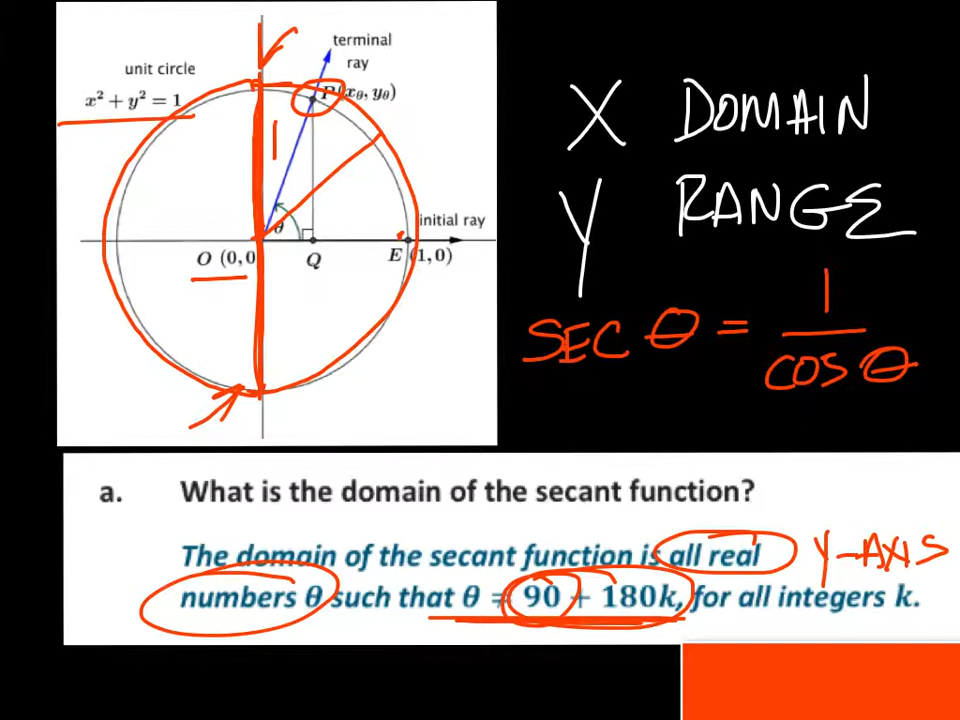 terminal
ray
unit circle
x² + y² = 1
P(xθ, yθ)
1
θ
initial ray
O (0,0
Q
E (1,0)
X DOMAIN
Y RANGE
SEC θ = 1/COS θ
a. What is the domain of the secant function?
The domain of the secant function is all real
numbers θ such that θ = 90 + 180k, for all integers k.
Y-AXIS